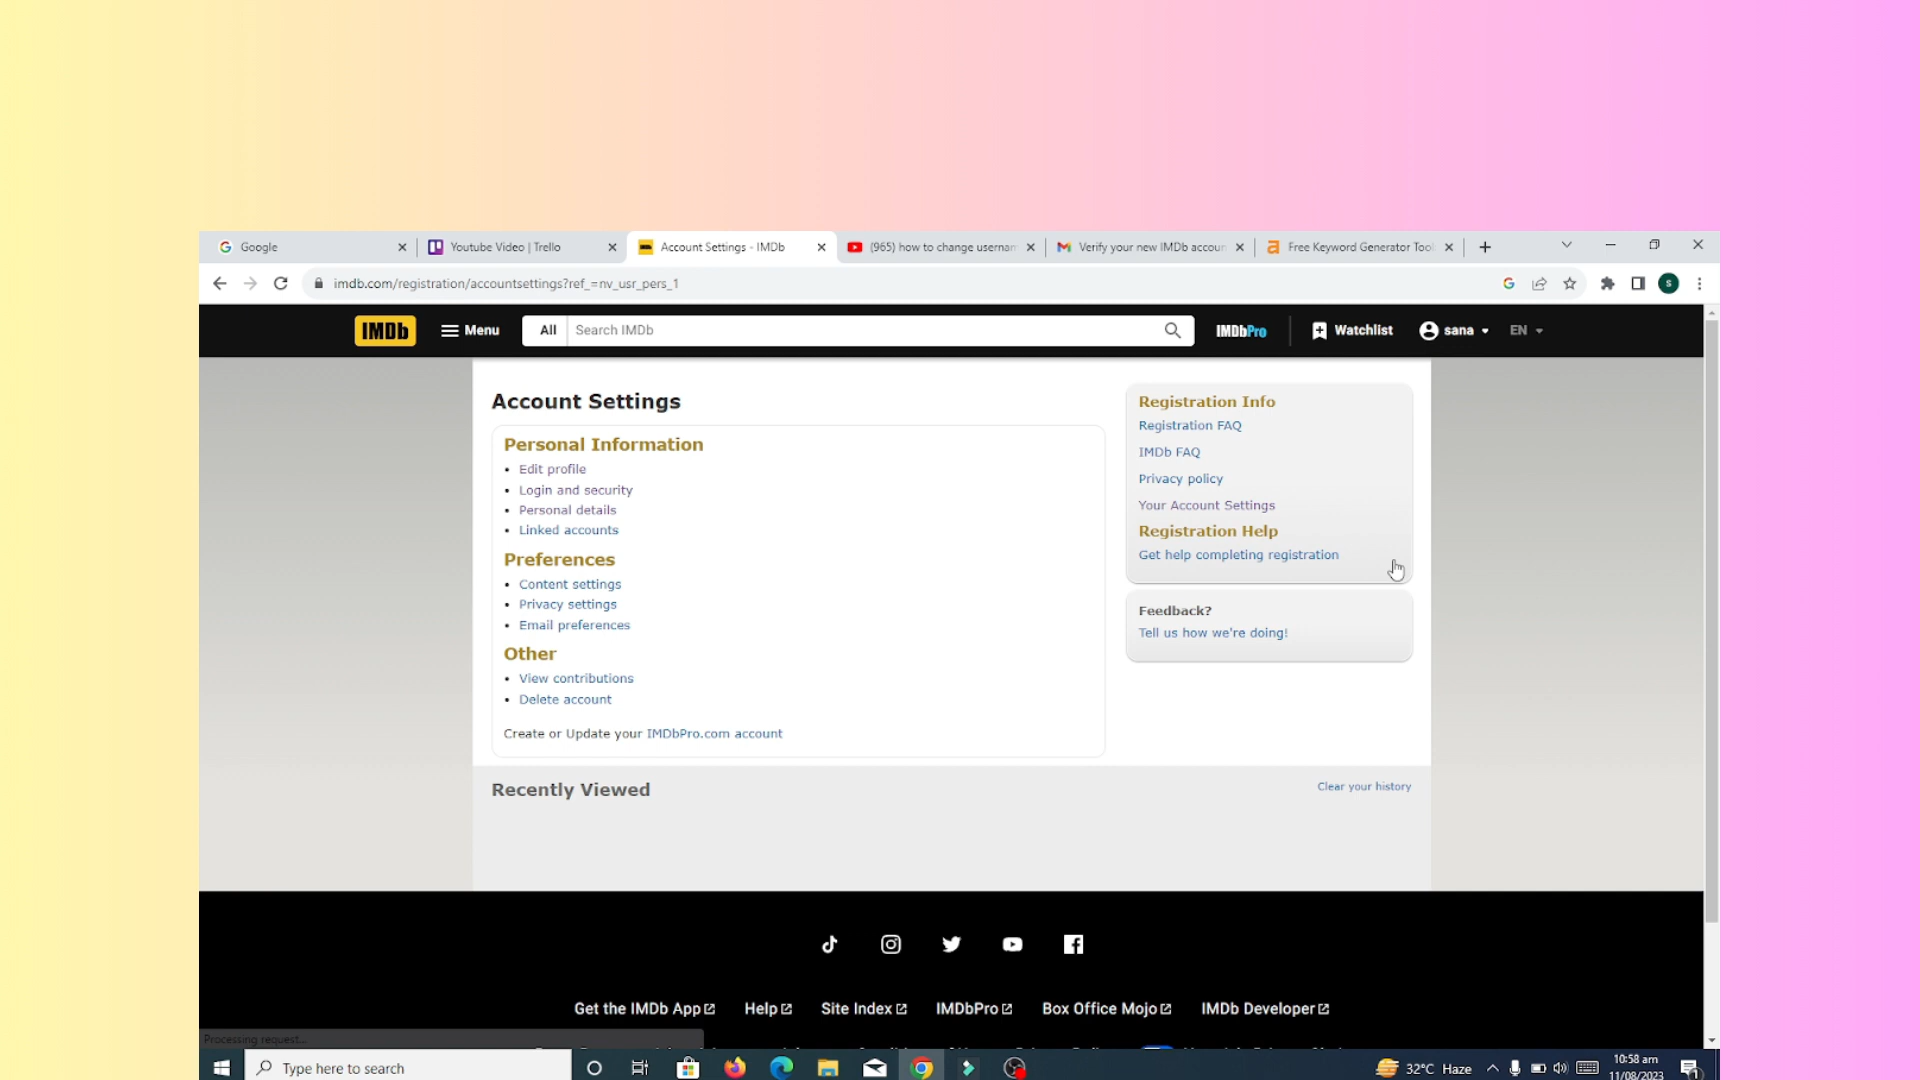 Google
Youtube Video | Trello
Account Settings - IMDb
(965) how to change usernam
Verify your new IMDb accoun
Free Keyword Generator Tool
imdb.com/registration/accountsettings?ref_=nv_usr_pers_1
S
IMDb
Menu
All
Search IMDb
IMDbPro
Watchlist
sana
EN
Account Settings
Personal Information
Edit profile
Login and security
Personal details
Linked accounts
Preferences
Content settings
Privacy settings
Email preferences
Other
View contributions
Delete account
Create or Update your IMDbPro.com account
Registration Info
Registration FAQ
IMDb FAQ
Privacy policy
Your Account Settings
Registration Help
Get help completing registration
Feedback?
Tell us how we're doing!
Recently Viewed
Clear your history
Get the IMDb App
Help
Site Index
IMDbPro
Box Office Mojo
IMDb Developer
Processing request...
Type here to search
32°C Haze
10:58 am
11/08/2023
1